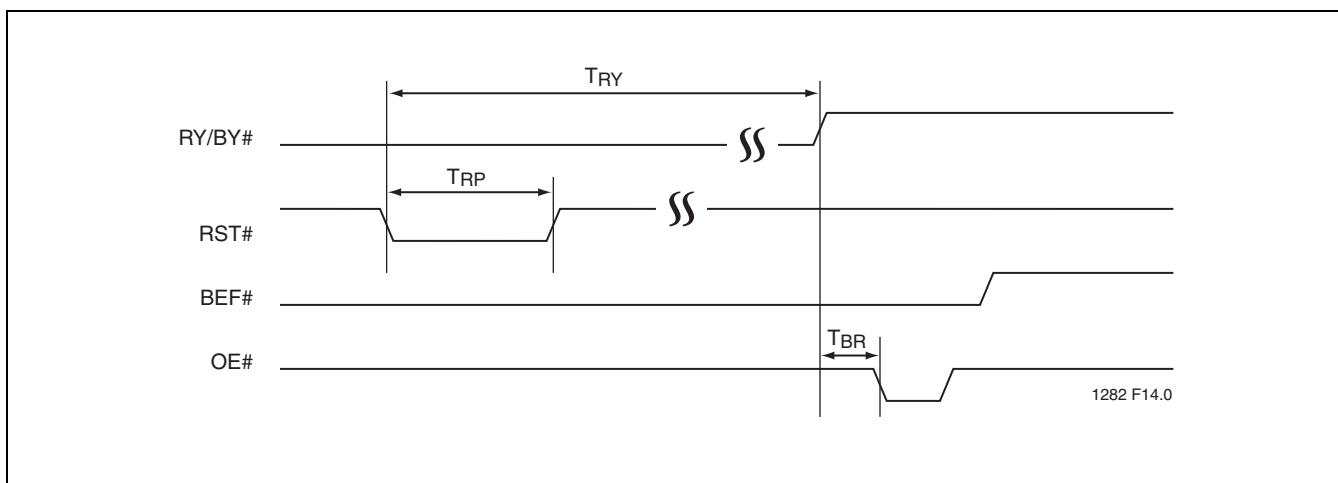 TRY
RY/BY#
TRP
RST#
BEF#
TBR
OE#
1282 F14.0